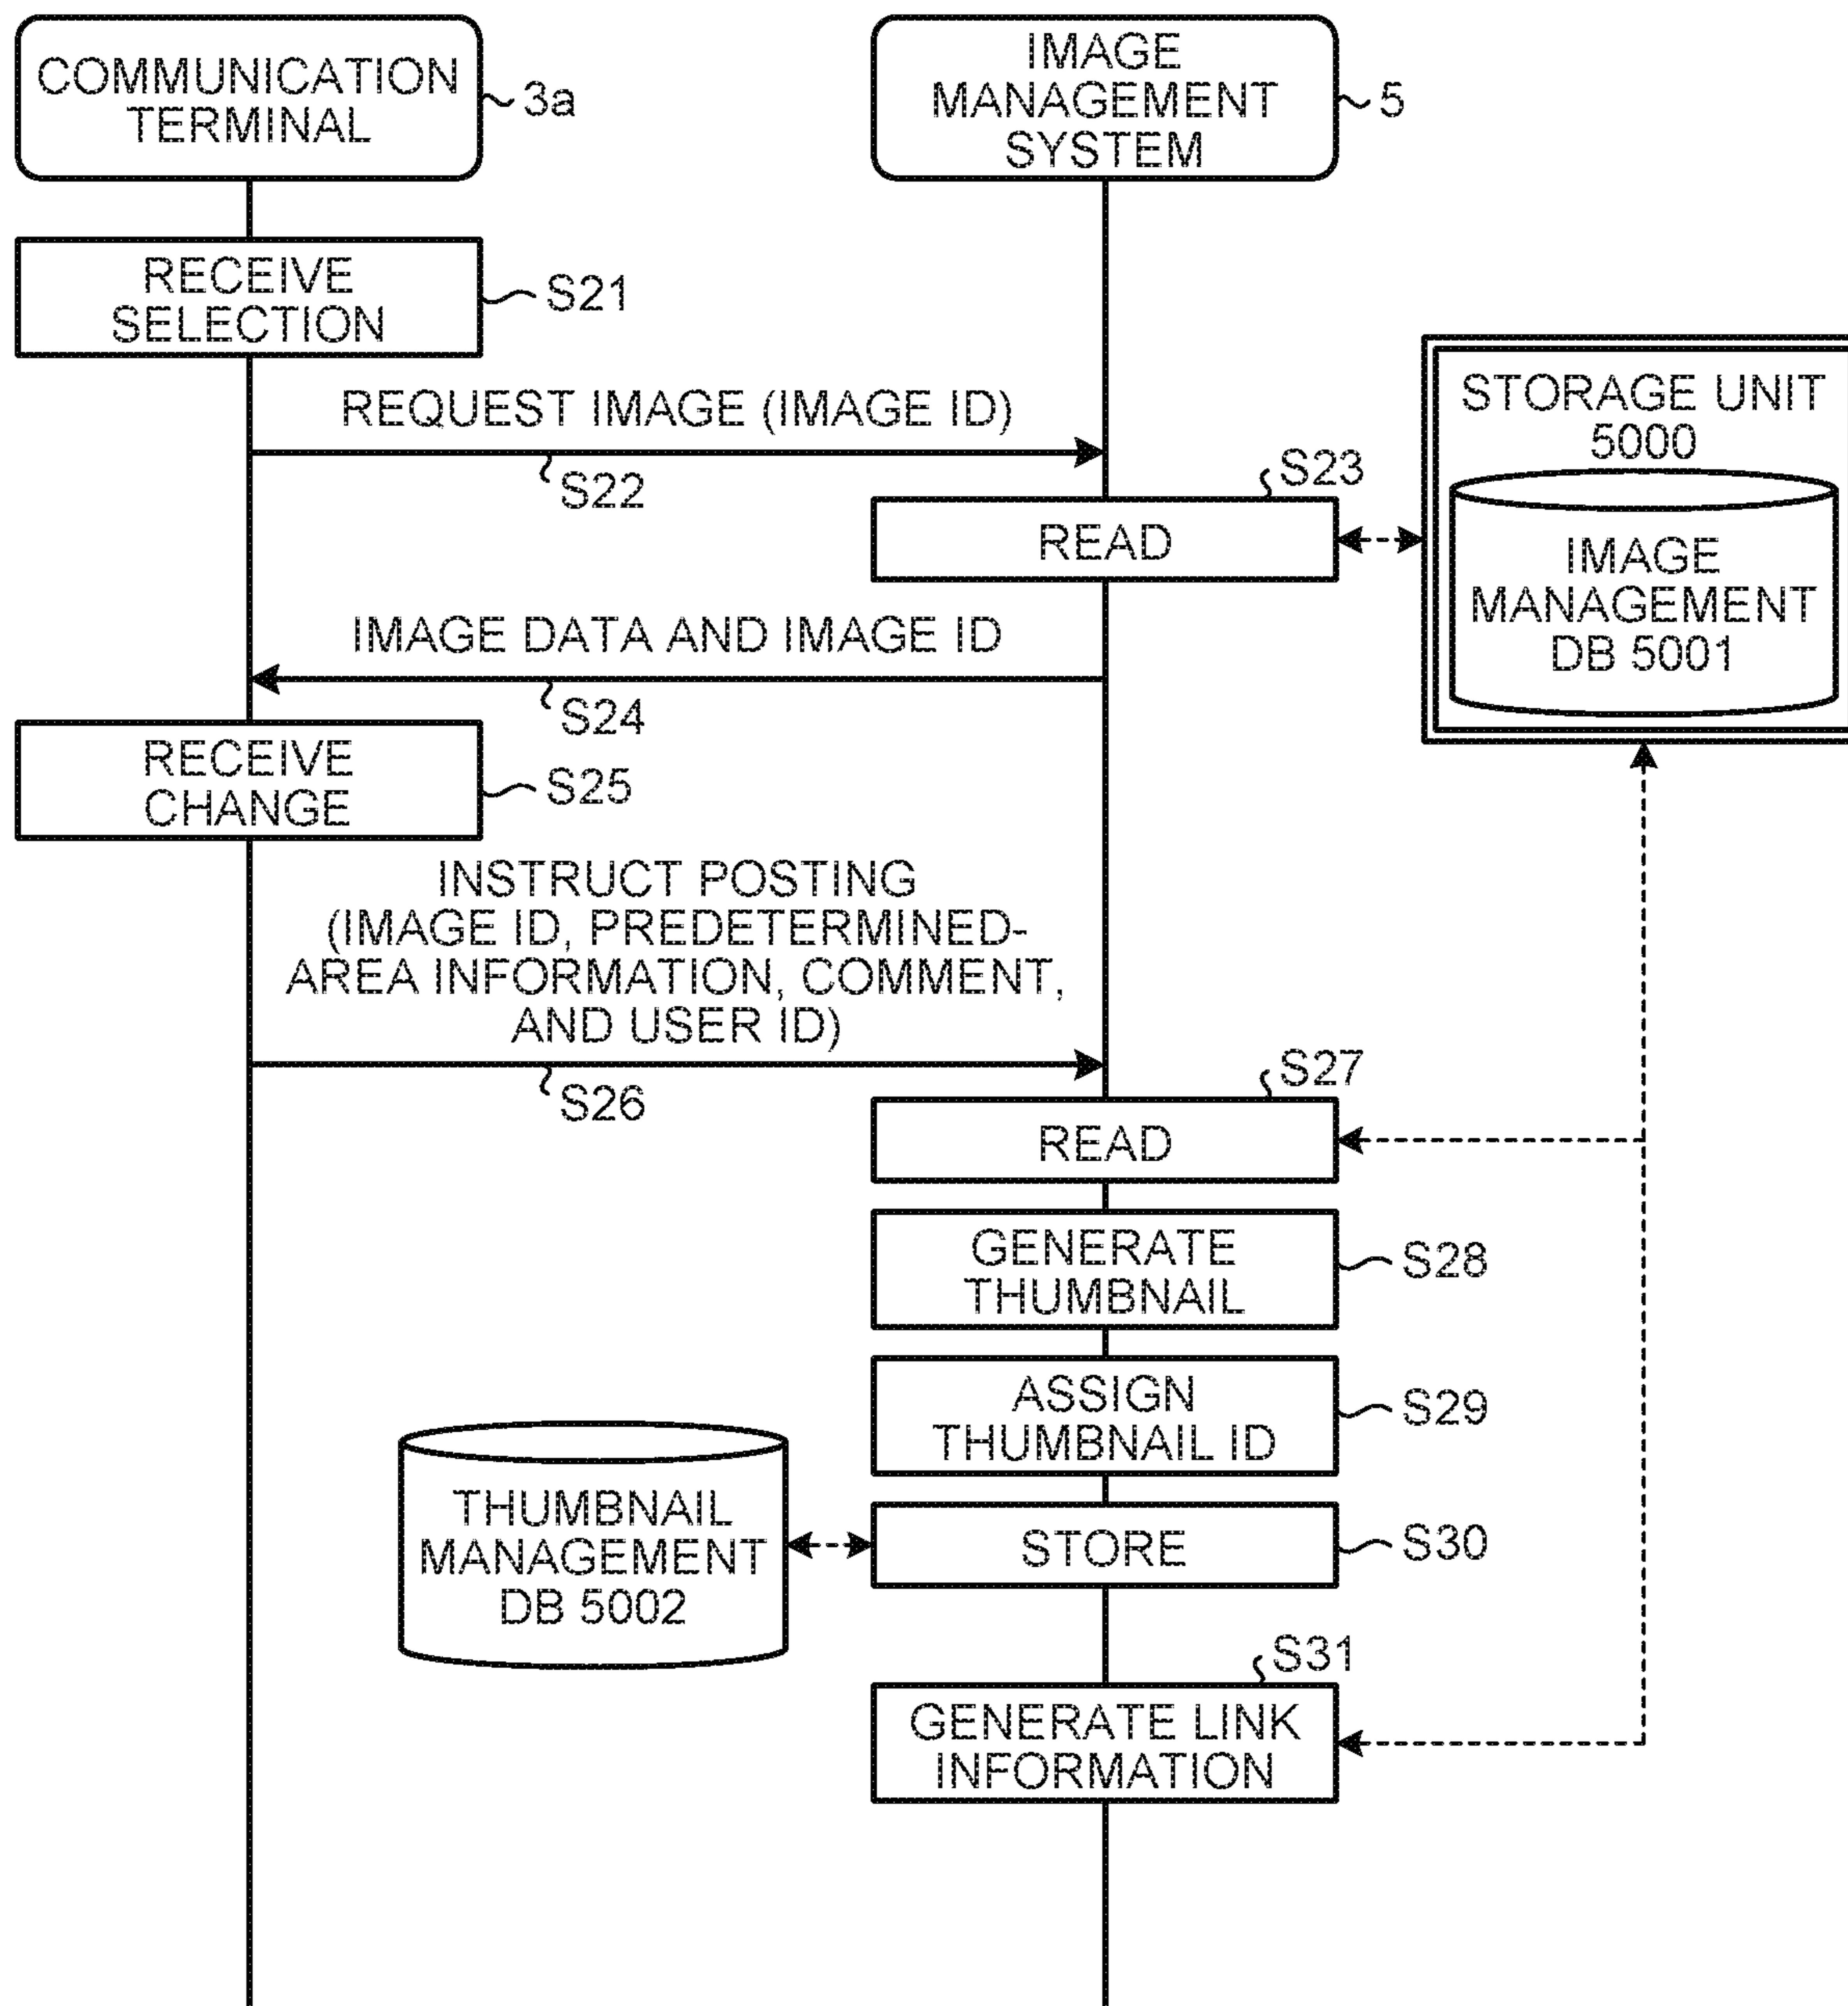 COMMUNICATION
TERMINAL
3a
IMAGE
MANAGEMENT
SYSTEM
5
RECEIVE
SELECTION
S21
REQUEST IMAGE (IMAGE ID)
S22
S23
READ
STORAGE UNIT
5000
IMAGE
MANAGEMENT
DB 5001
IMAGE DATA AND IMAGE ID
S24
RECEIVE
CHANGE
S25
INSTRUCT POSTING
(IMAGE ID, PREDETERMINED-
AREA INFORMATION, COMMENT,
AND USER ID)
S26
S27
READ
GENERATE
THUMBNAIL
S28
ASSIGN
THUMBNAIL ID
S29
THUMBNAIL
MANAGEMENT
DB 5002
STORE
S30
S31
GENERATE LINK
INFORMATION